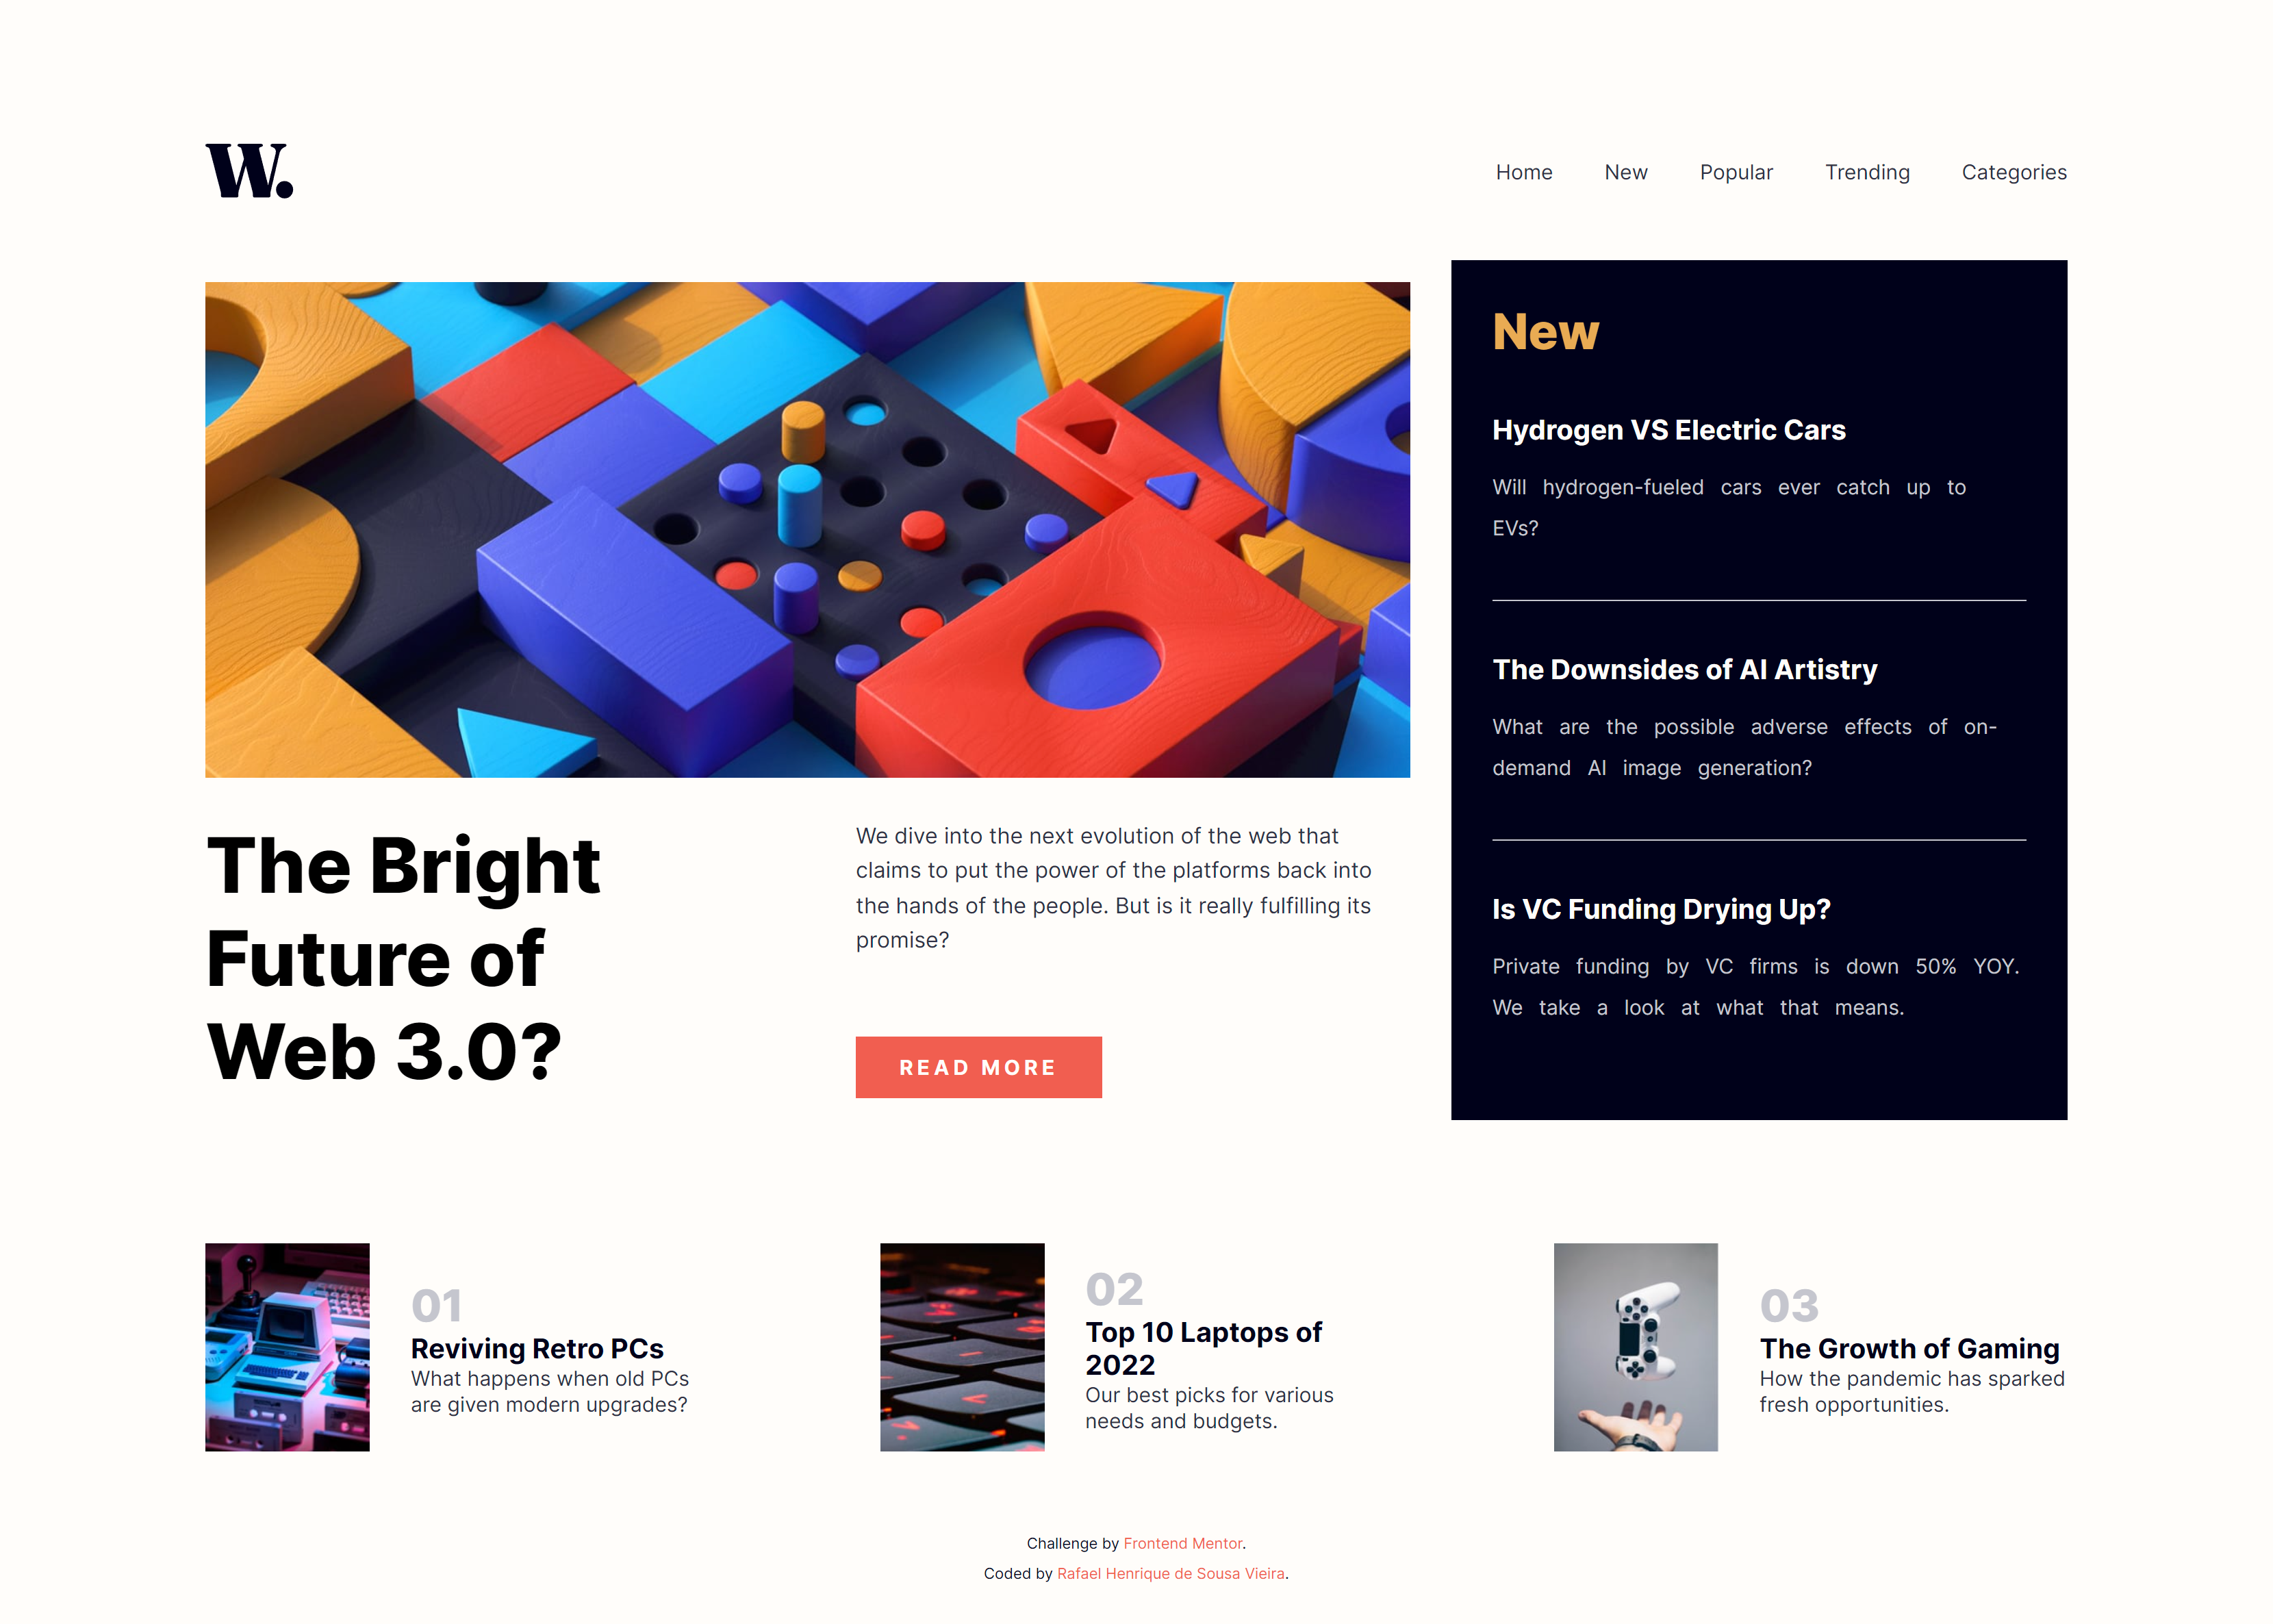 W.
Home New Popular Trending Categories
The Bright
Future of
Web 3.0?
We dive into the next evolution of the web that
claims to put the power of the platforms back into
the hands of the people. But is it really fulfilling its
promise?
READ MORE
New
Hydrogen VS Electric Cars
Will hydrogen-fueled cars ever catch up to
EVs?
The Downsides of AI Artistry
What are the possible adverse effects of on-
demand AI image generation?
Is VC Funding Drying Up?
Private funding by VC firms is down 50% YOY.
We take a look at what that means.
01
Reviving Retro PCs
What happens when old PCs
are given modern upgrades?
02
Top 10 Laptops of
2022
Our best picks for various
needs and budgets.
03
The Growth of Gaming
How the pandemic has sparked
fresh opportunities.
Challenge by Frontend Mentor.
Coded by Rafael Henrique de Sousa Vieira.